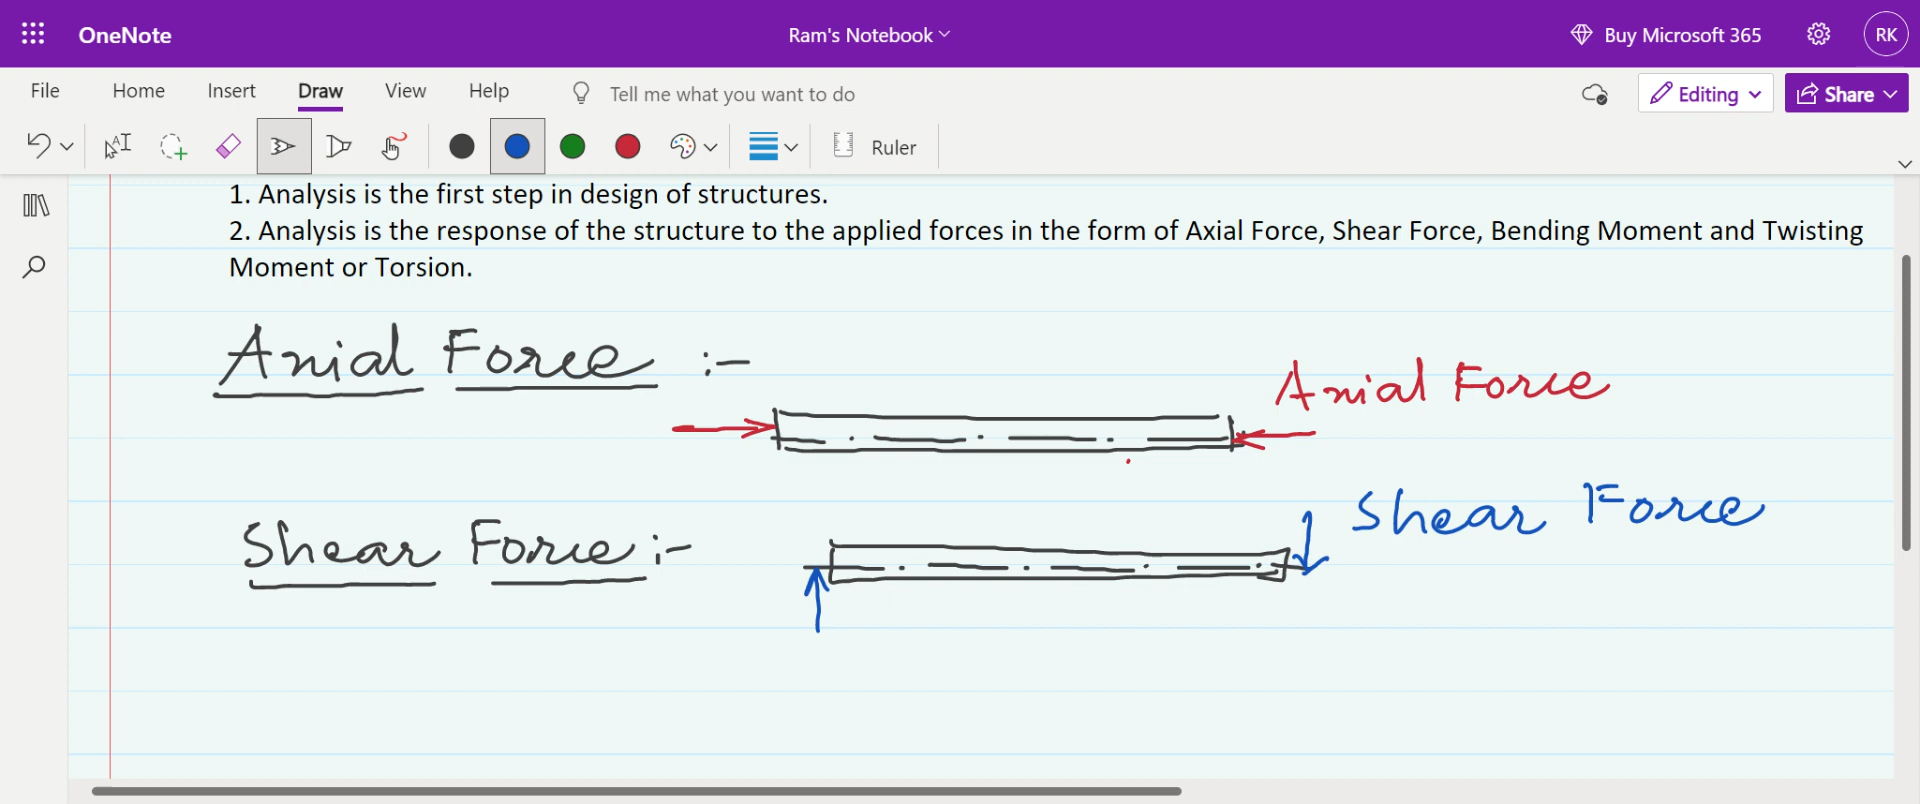 OneNote Ram's Notebook Buy Microsoft 365 RK
File Home Insert Draw View Help Tell me what you want to do Editing Share
Ruler
1. Analysis is the first step in design of structures.
2. Analysis is the response of the structure to the applied forces in the form of Axial Force, Shear Force, Bending Moment and Twisting
Moment or Torsion.
Axial Force :-
Axial Force
Shear Force
Shear Force :-